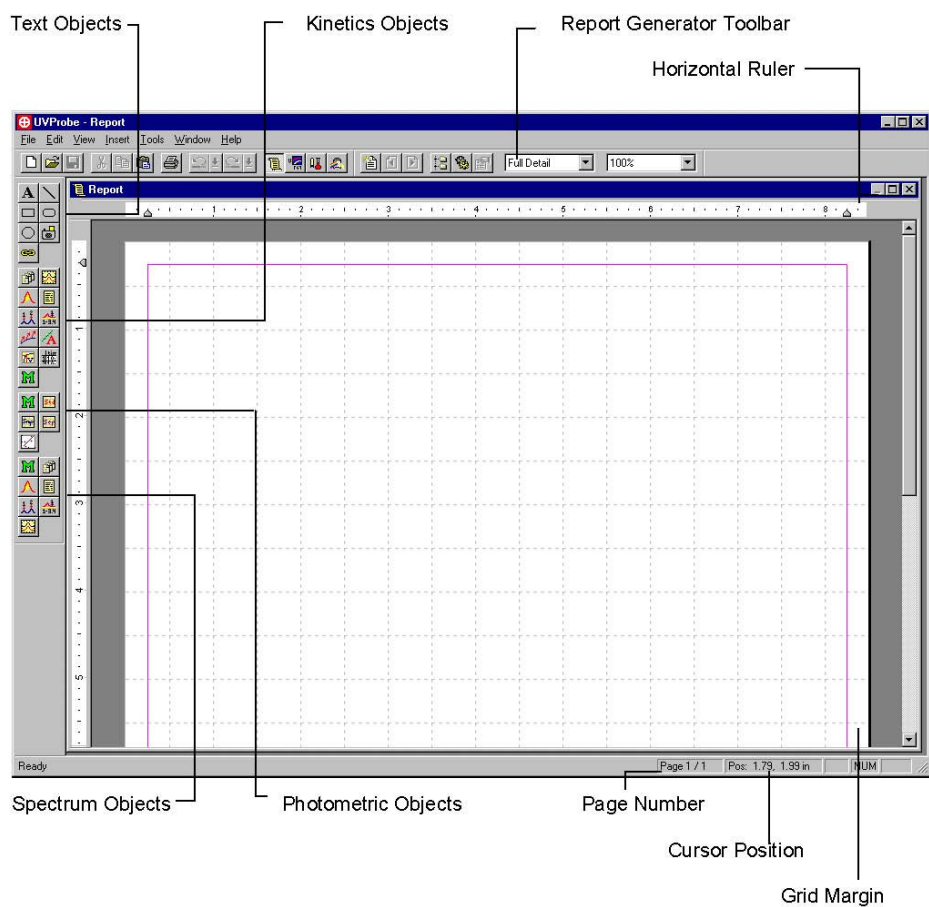 Text Objects
Kinetics Objects
Report Generator Toolbar
Horizontal Ruler
UVProbe - Report
File Edit View Insert Tools Window Help
Full Detail 100%
Report
1 2 3 4 5 6 7 8
1
2
3
4
5
Ready Page 1 / 1 Pos: 1.79, 1.99 in NUM
Spectrum Objects
Photometric Objects
Page Number
Cursor Position
Grid Margin